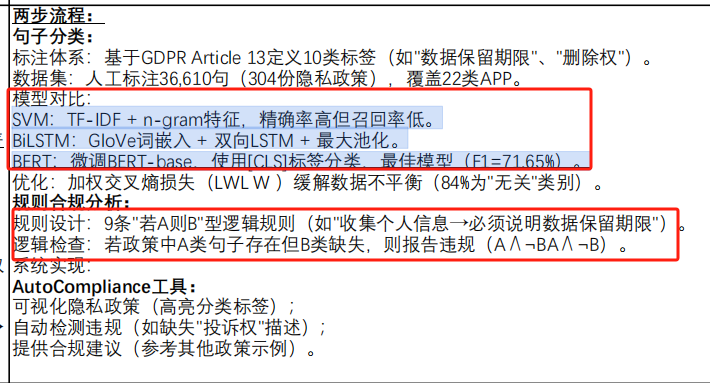 两步流程：
句子分类：
标注体系：基于GDPR Article 13定义10类标签（如"数据保留期限"、"删除权"）。
数据集：人工标注36,610句（304份隐私政策），覆盖22类APP。
模型对比：
SVM：TF-IDF + n-gram特征，精确率高但召回率低。
BiLSTM：GloVe词嵌入 + 双向LSTM + 最大池化。
BERT：微调BERT-base，使用[CLS]标签分类，最佳模型（F1=71.65%）。
优化：加权交叉熵损失（LWL W ）缓解数据不平衡（84%为"无关"类别）。
规则合规分析：
规则设计：9条"若A则B"型逻辑规则（如"收集个人信息→必须说明数据保留期限"）。
逻辑检查：若政策中A类句子存在但B类缺失，则报告违规（A∧¬BA∧¬B）。
系统实现：
AutoCompliance工具：
可视化隐私政策（高亮分类标签）；
自动检测违规（如缺失"投诉权"描述）；
提供合规建议（参考其他政策示例）。